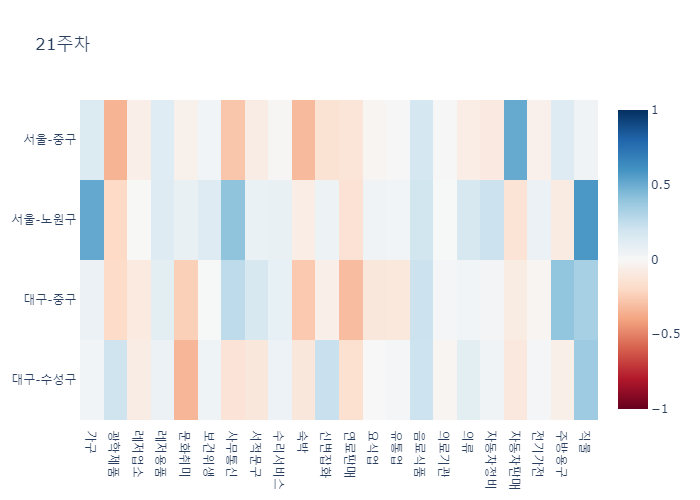 21주차
서울-중구
서울-노원구
대구-중구
대구-수성구
가구
광학제품
레저업소
레저용품
문화취미
보건위생
사무통신
서적문구
수리서비스
숙박
신변잡화
연료판매
요식업
유통업
음료식품
의료기관
의류
자동차정비
자동차판매
전기가전
주방용구
직물
1
0.5
0
−0.5
−1